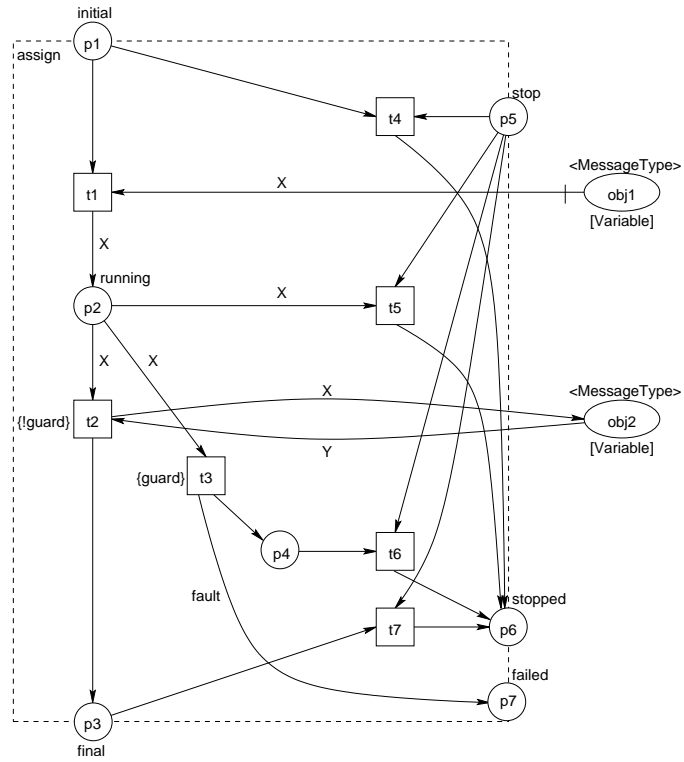 initial
p1
assign
stop
t4
p5
<MessageType>
X
t1
obj1
[Variable]
X
running
X
p2
t5
X
X
X
<MessageType>
{!guard}
t2
obj2
Y
[Variable]
{guard}
t3
p4
t6
fault
stopped
t7
p6
failed
p7
p3
final